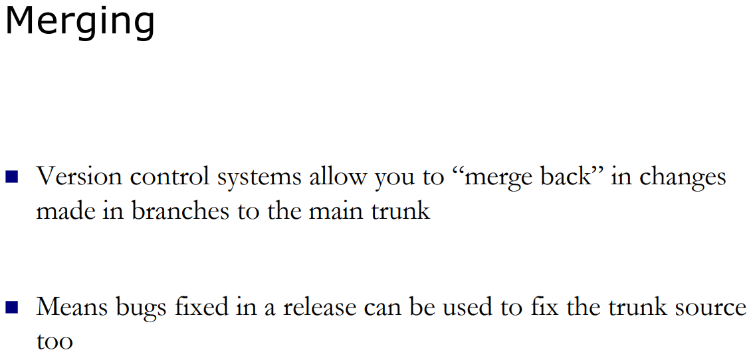 Merging
Version control systems allow you to “merge back” in changes
made in branches to the main trunk
Means bugs fixed in a release can be used to fix the trunk source
too